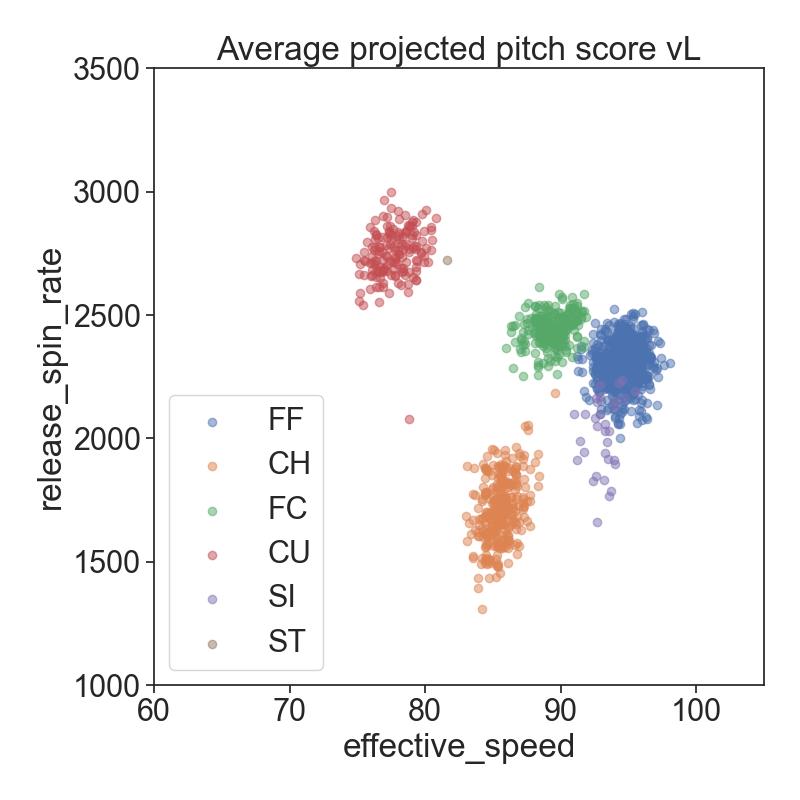 Average projected pitch score vL
3500
3000
2500
2000
1500
1000
release_spin_rate
FF
CH
FC
CU
SI
ST
60
70
80
90
100
effective_speed